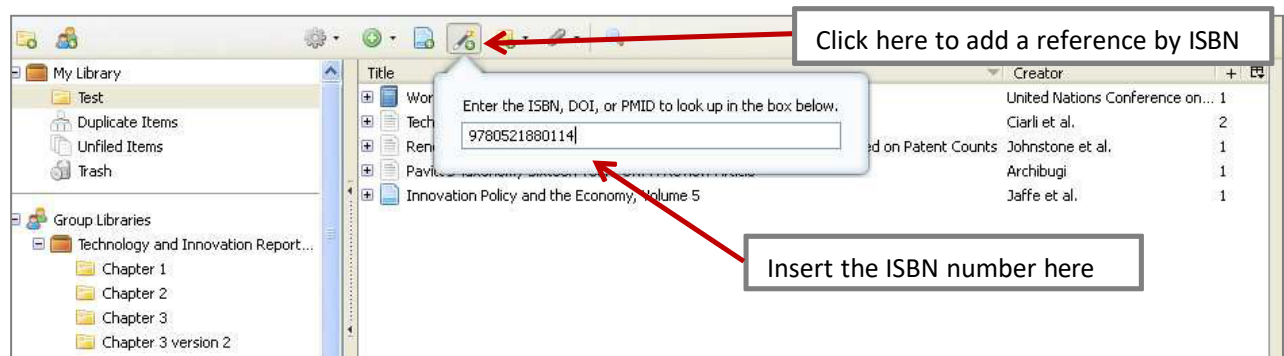 Click here to add a reference by ISBN
My Library
Test
Duplicate Items
Unfiled Items
Trash
Group Libraries
Technology and Innovation Report...
Chapter 1
Chapter 2
Chapter 3
Chapter 3 version 2
Title Creator +
Wor United Nations Conference on... 1
Tech Ciarli et al. 2
Ren ed on Patent Counts Johnstone et al. 1
Archibugi 1
Innovation Policy and the Economy, Volume 5 Jaffe et al. 1
Enter the ISBN, DOI, or PMID to look up in the box below.
9780521880114
Insert the ISBN number here